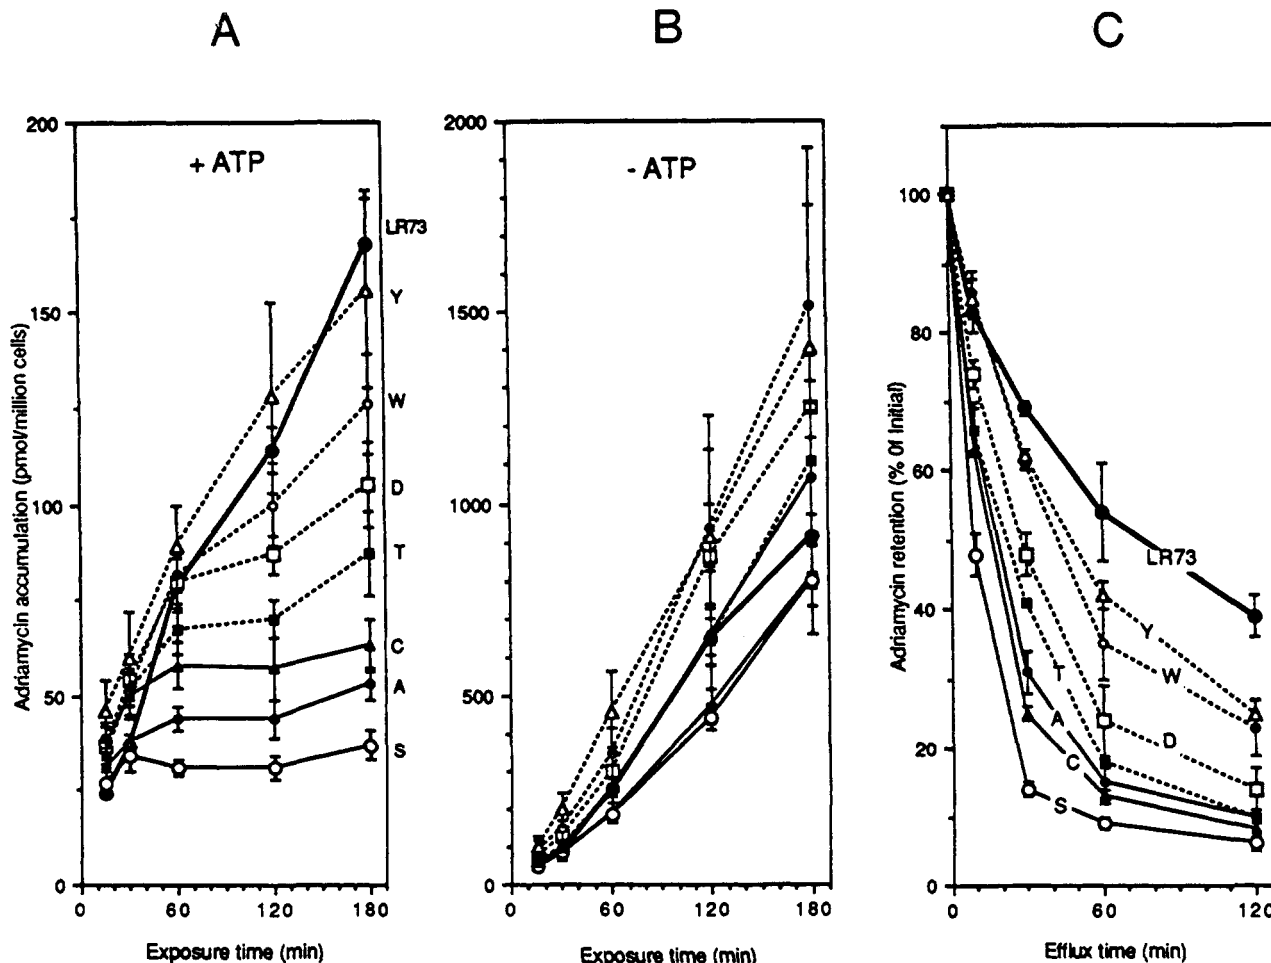 A
B
C
Adriamycin accumulation (pmol/million cells)
200
150
100
50
0
+ ATP
LR73
Y
W
D
T
C
A
S
0 60 120 180
Exposure time (min)
2000
1500
1000
500
0
- ATP
0 60 120 180
Exposure time (min)
Adriamycin retention (% Of Initial)
100
80
60
40
20
0
LR73
Y
W
T
D
A
C
S
0 60 120
Efflux time (min)